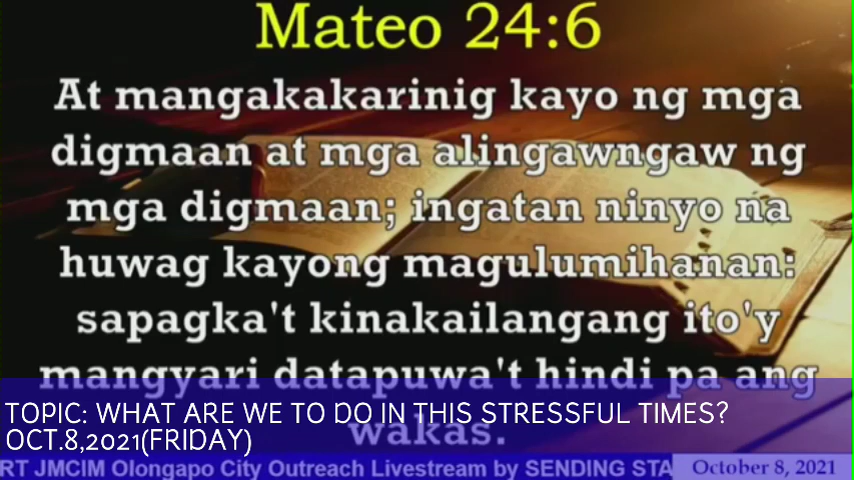 Mateo 24:6
At mangakakarinig kayo ng mga
digmaan at mga alingawngaw ng
mga digmaan; ingatan ninyo na
huwag kayong magulumihanan:
sapagka't kinakailangang ito'y
mangyari datapuwa't hindi pa ang
wakas.
TOPIC: WHAT ARE WE TO DO IN THIS STRESSFUL TIMES?
OCT.8,2021(FRIDAY)
RT JMCIM Olongapo City Outreach Livestream by SENDING STA
October 8, 2021